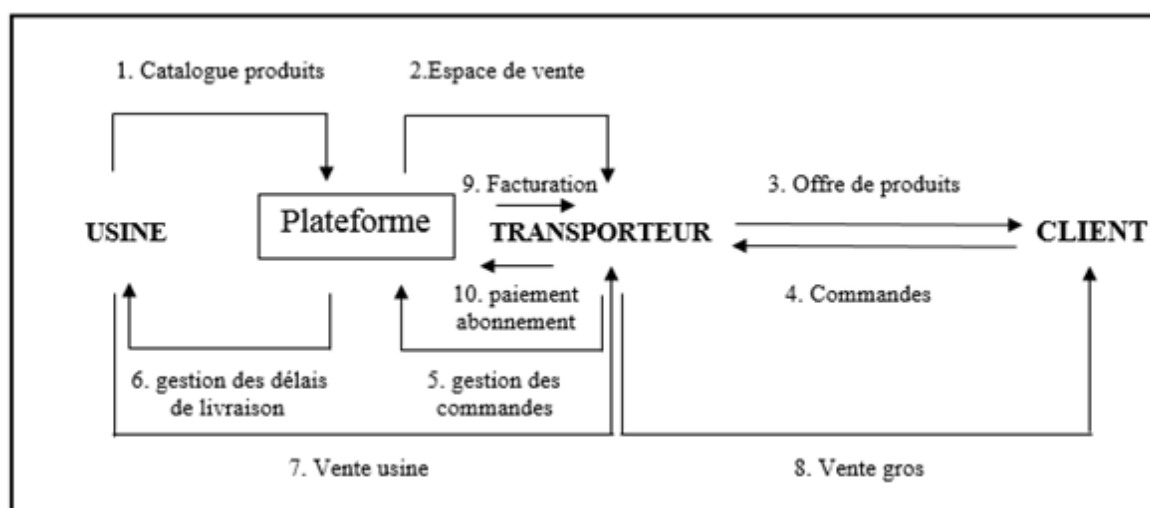 1. Catalogue produits
2.Espace de vente
9. Facturation
3. Offre de produits
USINE
Plateforme
TRANSPORTEUR
CLIENT
10. paiement
abonnement
4. Commandes
6. gestion des délais
de livraison
5. gestion des
commandes
7. Vente usine
8. Vente gros